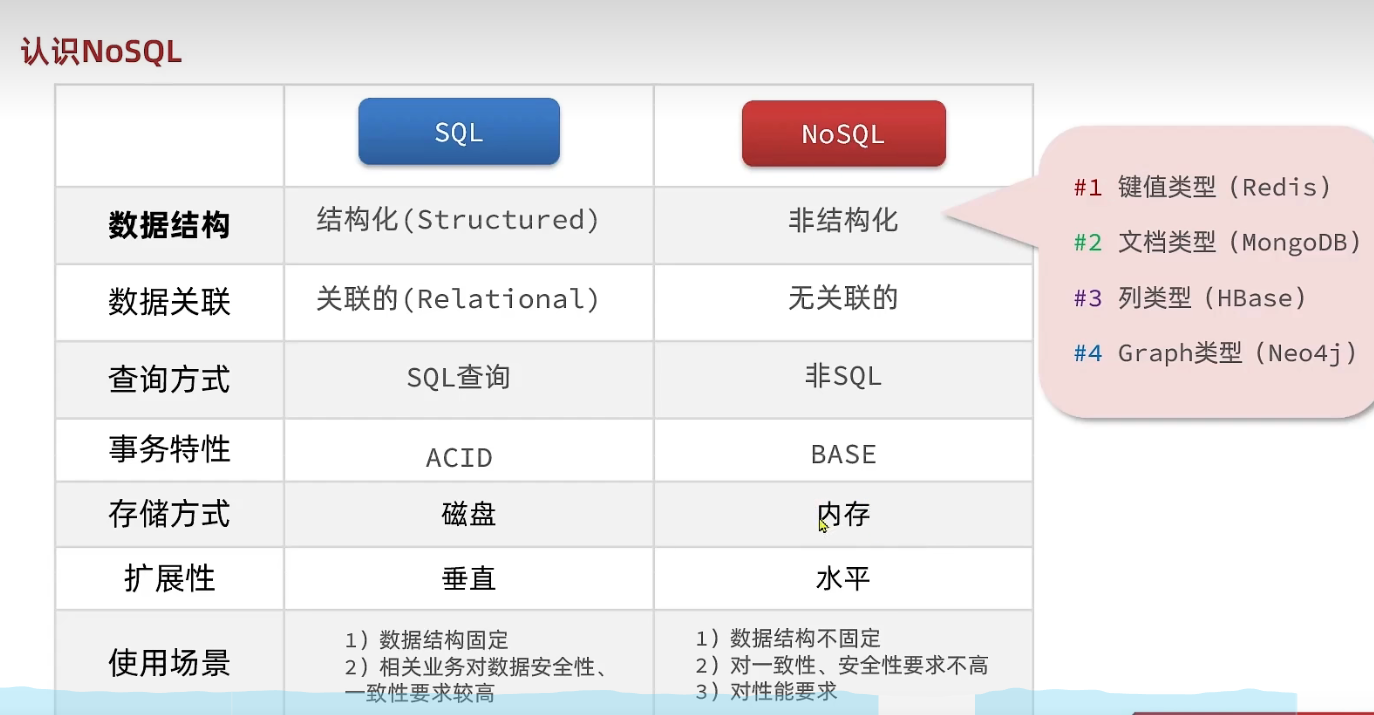 认识NoSQL
SQL
NoSQL
数据结构
结构化(Structured)
非结构化
数据关联
关联的(Relational)
无关联的
查询方式
SQL查询
非SQL
事务特性
ACID
BASE
存储方式
磁盘
内存
扩展性
垂直
水平
使用场景
1）数据结构固定
2）相关业务对数据安全性、
一致性要求较高
1）数据结构不固定
2）对一致性、安全性要求不高
3）对性能要求
#1 键值类型（Redis）
#2 文档类型（MongoDB）
#3 列类型（HBase）
#4 Graph类型（Neo4j）